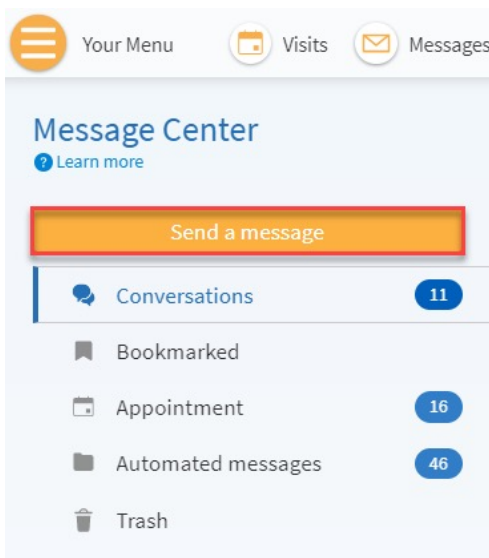 Your Menu Visits Messages
Message Center
? Learn more
Send a message
Conversations 11
Bookmarked
Appointment 16
Automated messages 46
Trash